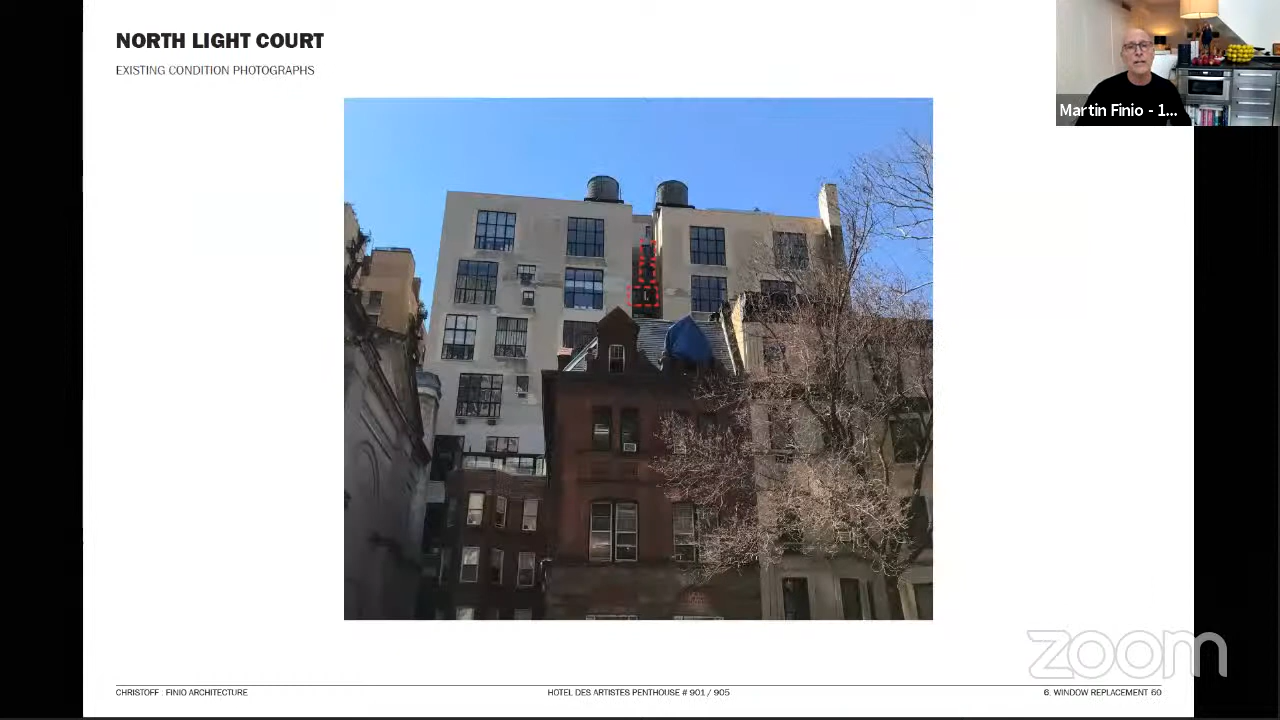 NORTH LIGHT COURT
EXISTING CONDITION PHOTOGRAPHS
Martin Finio - 1...
zoom
CHRISTOFF . FINIO ARCHITECTURE
HOTEL DES ARTISTES PENTHOUSE # 901 / 905
6. WINDOW REPLACEMENT 60